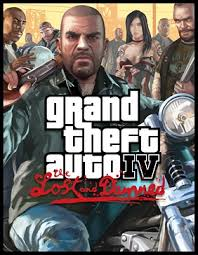 grand
theft
auto IV
the Lost and Damned